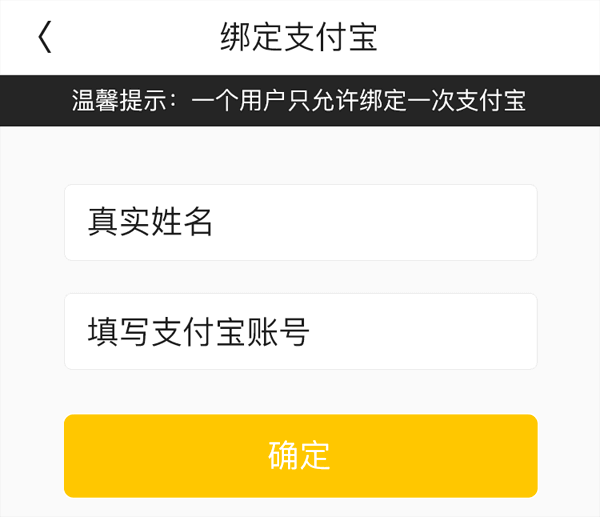 绑定支付宝
温馨提示：一个用户只允许绑定一次支付宝
真实姓名
填写支付宝账号
确定